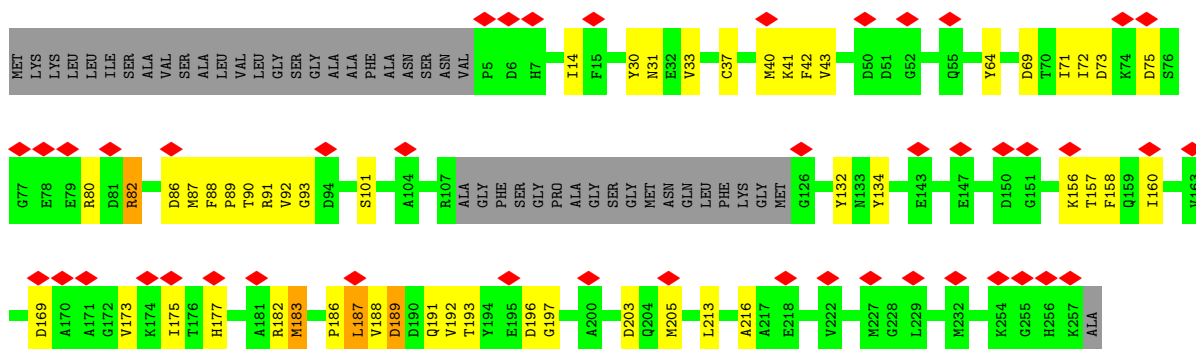 MET LYS LYS LEU LEU ILE SER ALA VAL SER ALA LEU VAL LEU GLY SER GLY ALA ALA PHE ALA ASN SER ASN VAL P5 D6 H7 I14 F15 Y30 N31 E32 V33 C37 M40 K41 F42 V43 D50 D51 G52 Q55 Y64 D69 T70 I71 I72 D73 K74 D75 S76
G77 E78 E79 R80 D81 R82 D86 M87 F88 P89 T90 R91 V92 G93 D94 S101 A104 R107 ALA GLY PHE SER GLY PRO ALA GLY SER GLY MET ASN GLN LEU PHE LYS GLY MET G126 Y132 N133 Y134 E143 E147 D150 G151 K156 T157 F158 Q159 I160 V163
D169 A170 A171 G172 V173 K174 I175 T176 H177 A181 R182 M183 P186 L187 V188 D189 D190 Q191 V192 T193 Y194 E195 D196 G197 A200 D203 Q204 M205 L213 A216 A217 E218 V222 M227 G228 L229 M232 K254 G255 H256 K257 ALA